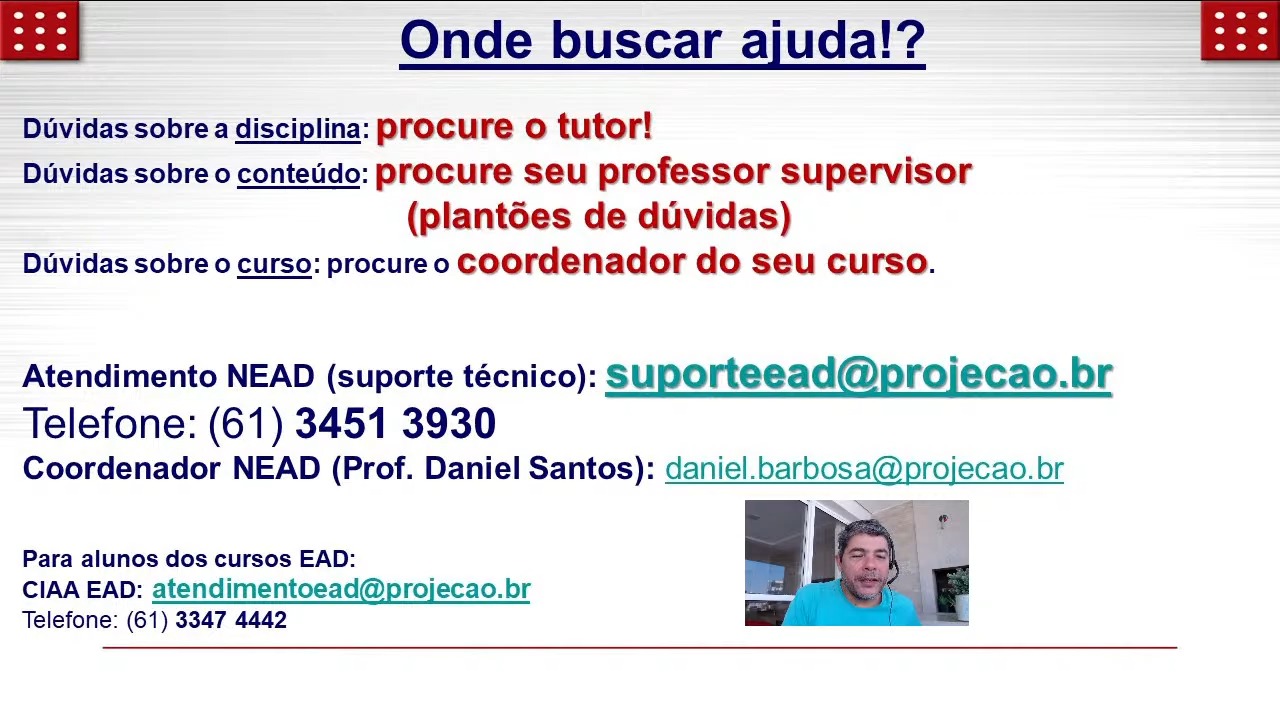 Onde buscar ajuda!?
Dúvidas sobre a disciplina: procure o tutor!
Dúvidas sobre o conteúdo: procure seu professor supervisor
(plantões de dúvidas)
Dúvidas sobre o curso: procure o coordenador do seu curso.
Atendimento NEAD (suporte técnico): suporteead@projecao.br
Telefone: (61) 3451 3930
Coordenador NEAD (Prof. Daniel Santos): daniel.barbosa@projecao.br
Para alunos dos cursos EAD:
CIAA EAD: atendimentoead@projecao.br
Telefone: (61) 3347 4442